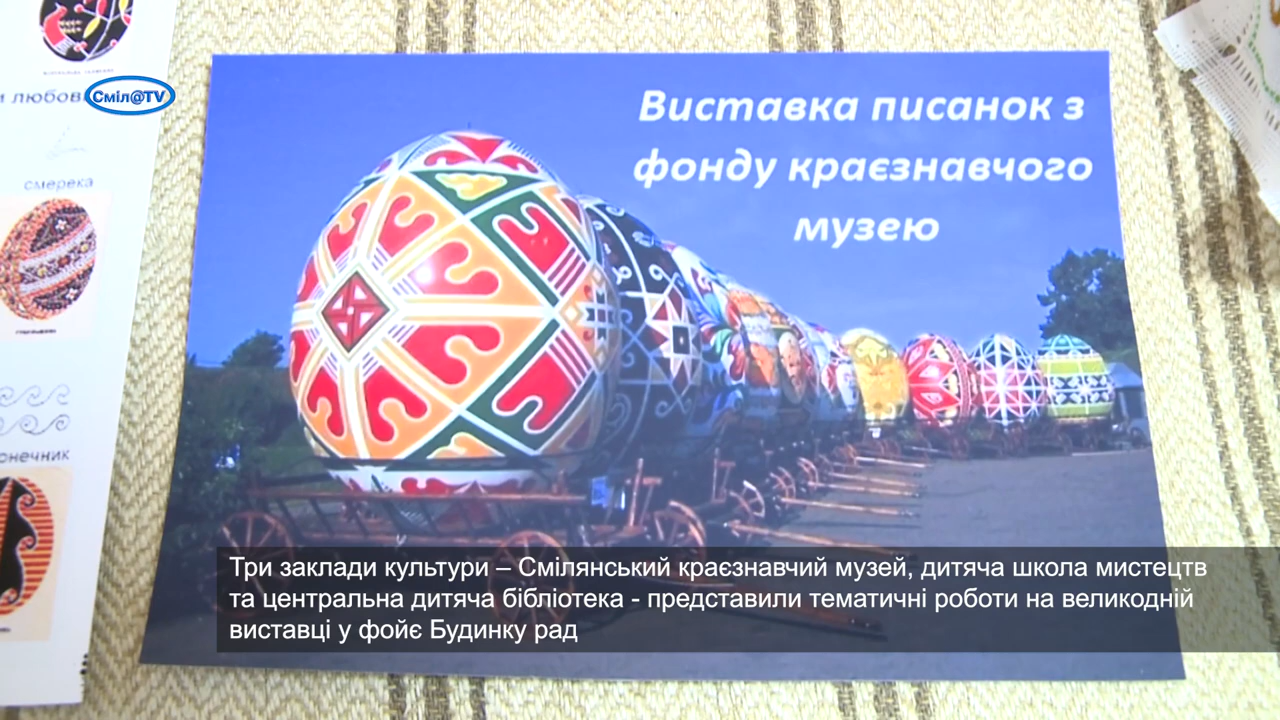 и любов
Сміл@TV
смерека
онечник
Виставка писанок з
фонду краєзнавчого
музею
Три заклади культури – Смілянський краєзнавчий музей, дитяча школа мистецтв
та центральна дитяча бібліотека - представили тематичні роботи на великодній
виставці у фойє Будинку рад